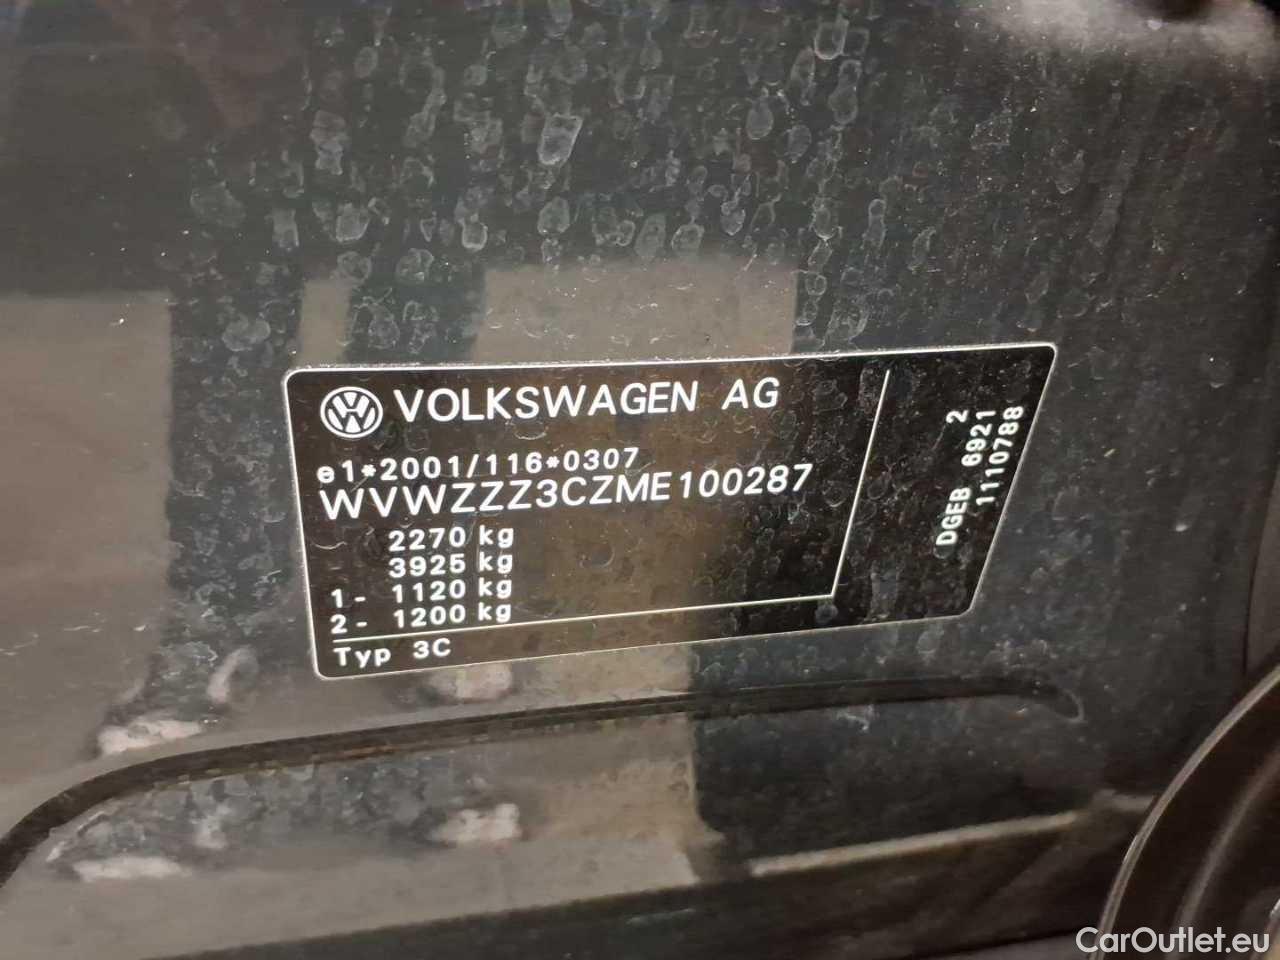 VOLKSWAGEN AG
e1*2001/116*0307
WVWZZZ3CZME100287
2270 kg
3925 kg
1- 1120 kg
2- 1200 kg
Typ 3C
2
DGEB 6921
1110788
CarOutlet.eu